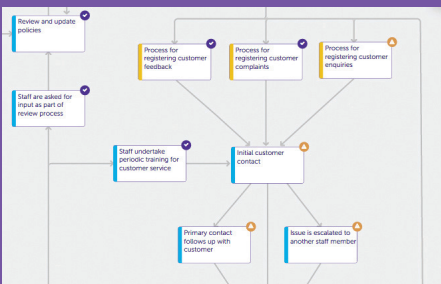 Review and update
policies
Process for
registering customer
feedback
Process for
registering customer
complaints
Process for
registering customer
enquiries
Staff are asked for
input as part of
review process
Staff undertake
periodic training for
customer service
Initial customer
contact
Primary contact
follows up with
customer
Issue is escalated to
another staff member